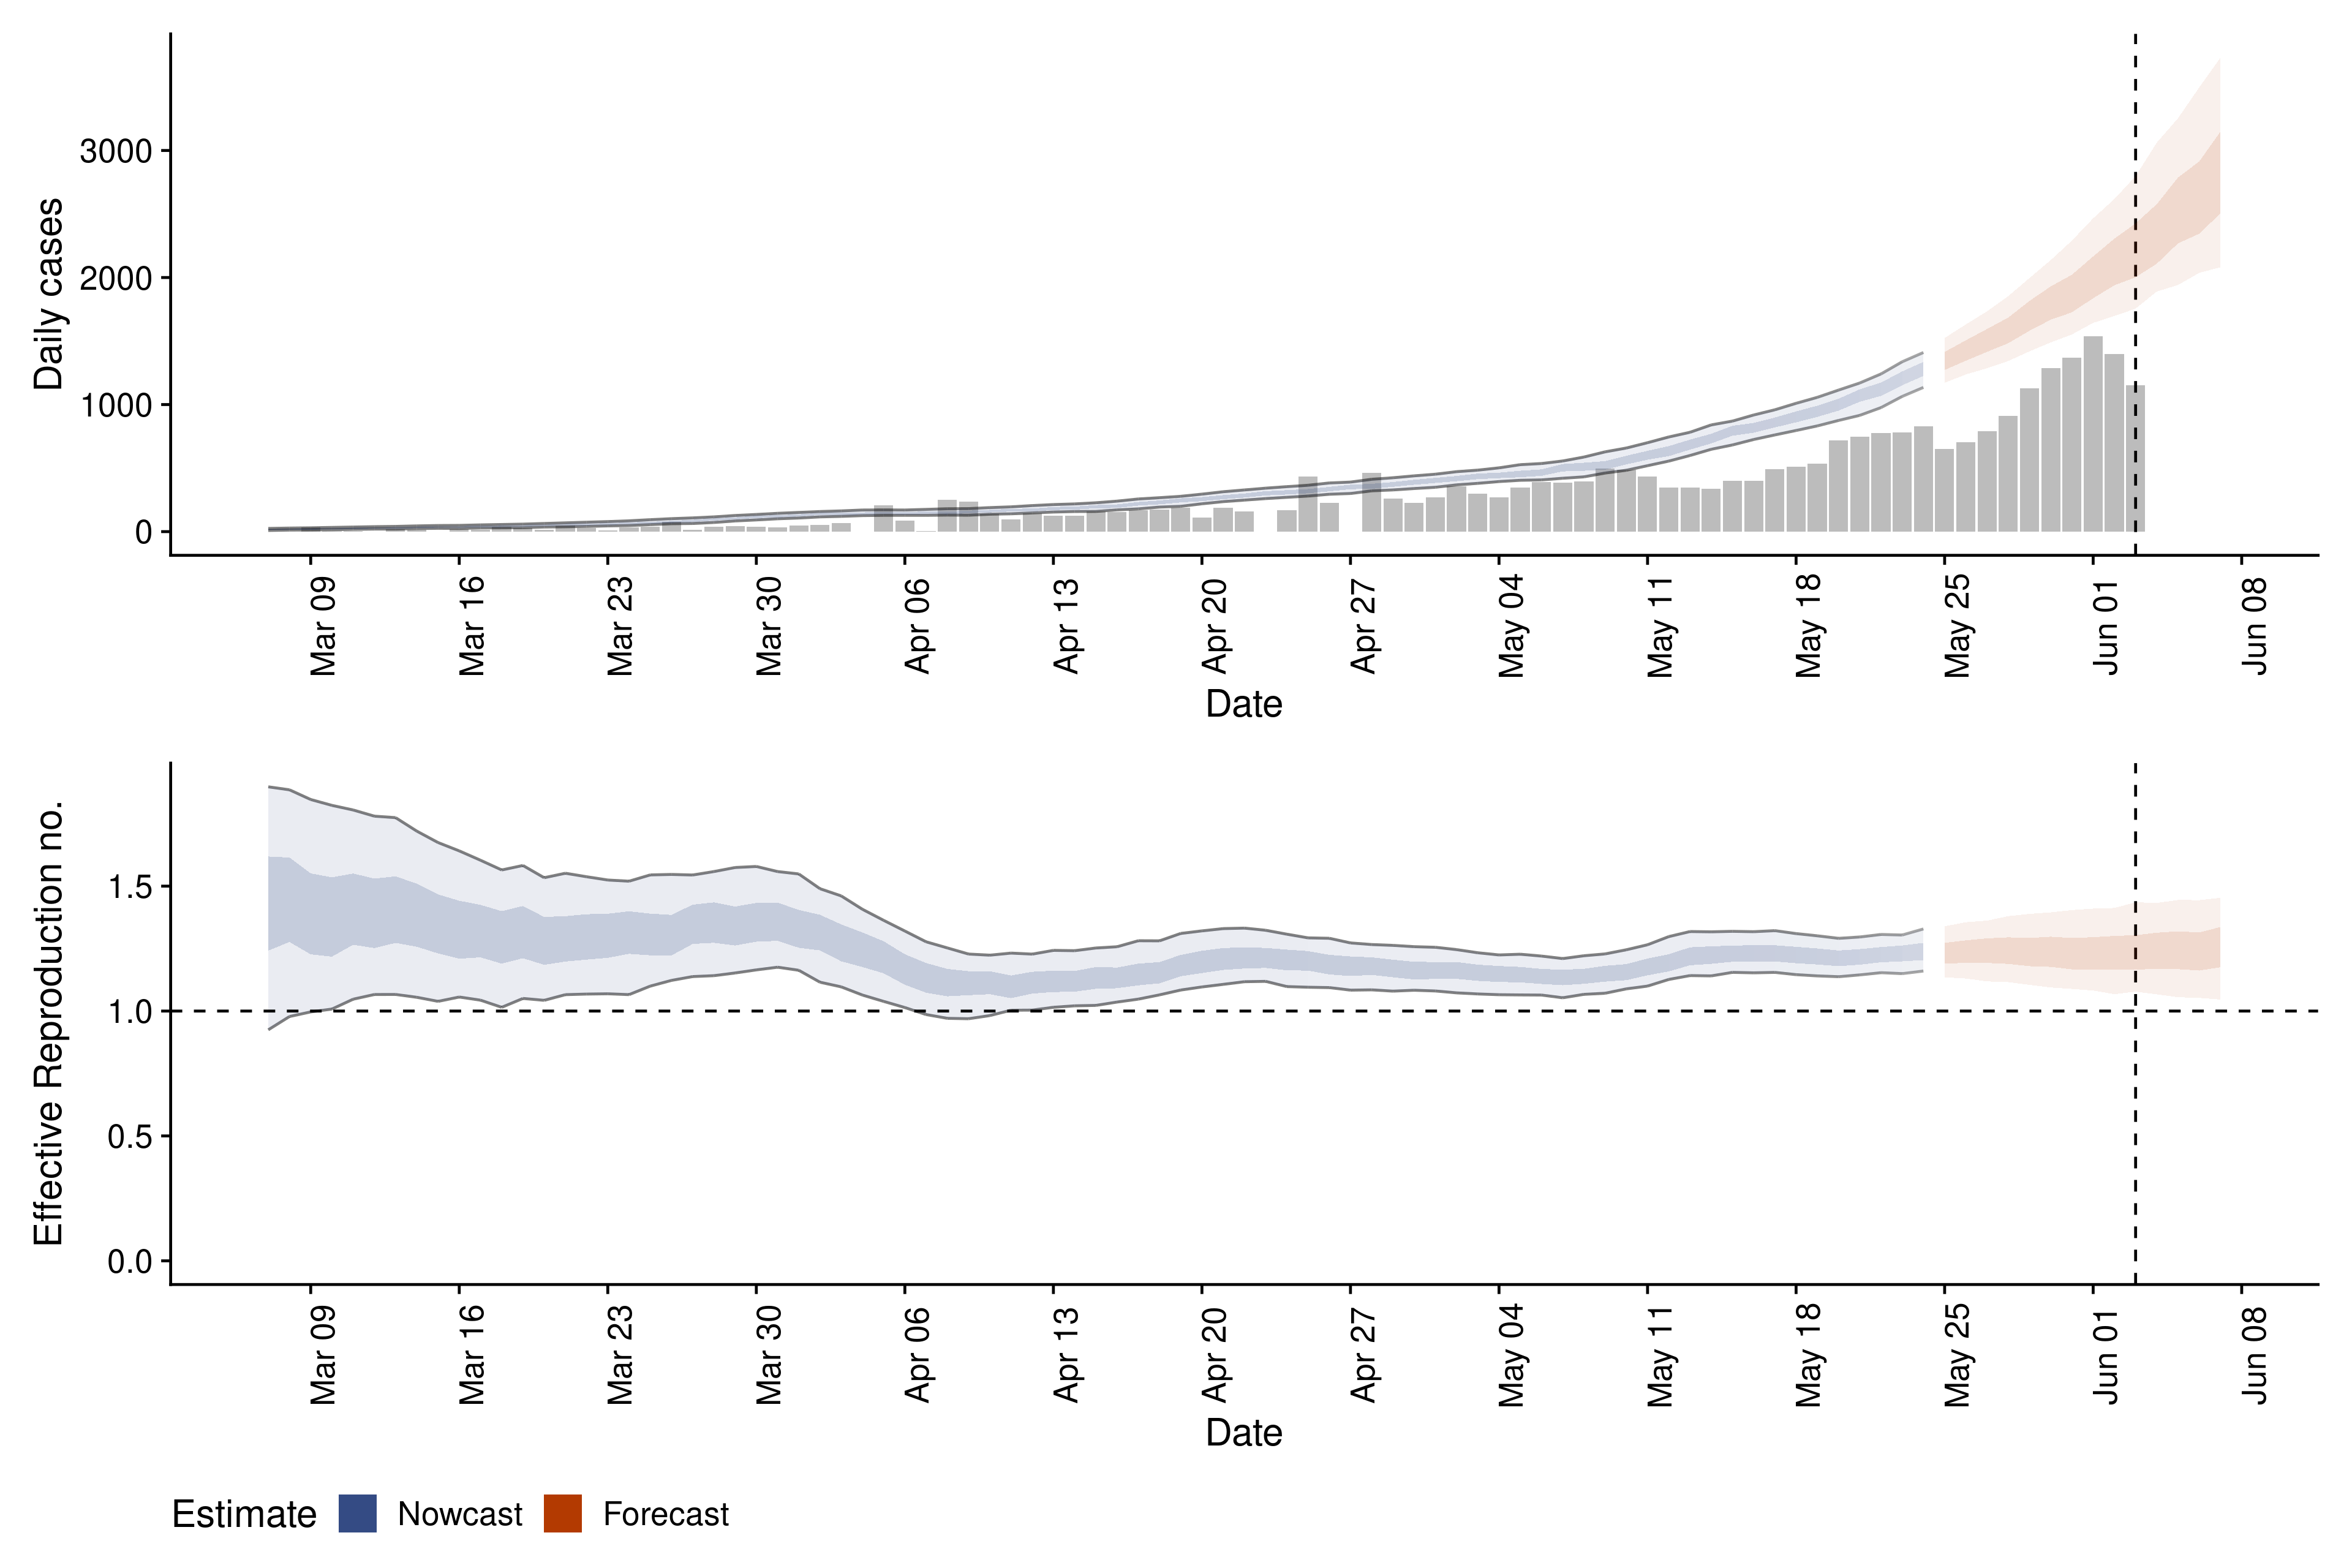 Daily cases
3000
2000
1000
0
Mar 09
Mar 16
Mar 23
Mar 30
Apr 06
Apr 13
Apr 20
Apr 27
May 04
May 11
May 18
May 25
Jun 01
Jun 08
Date
Effective Reproduction no.
1.5
1.0
0.5
0.0
Mar 09
Mar 16
Mar 23
Mar 30
Apr 06
Apr 13
Apr 20
Apr 27
May 04
May 11
May 18
May 25
Jun 01
Jun 08
Date
Estimate Nowcast Forecast